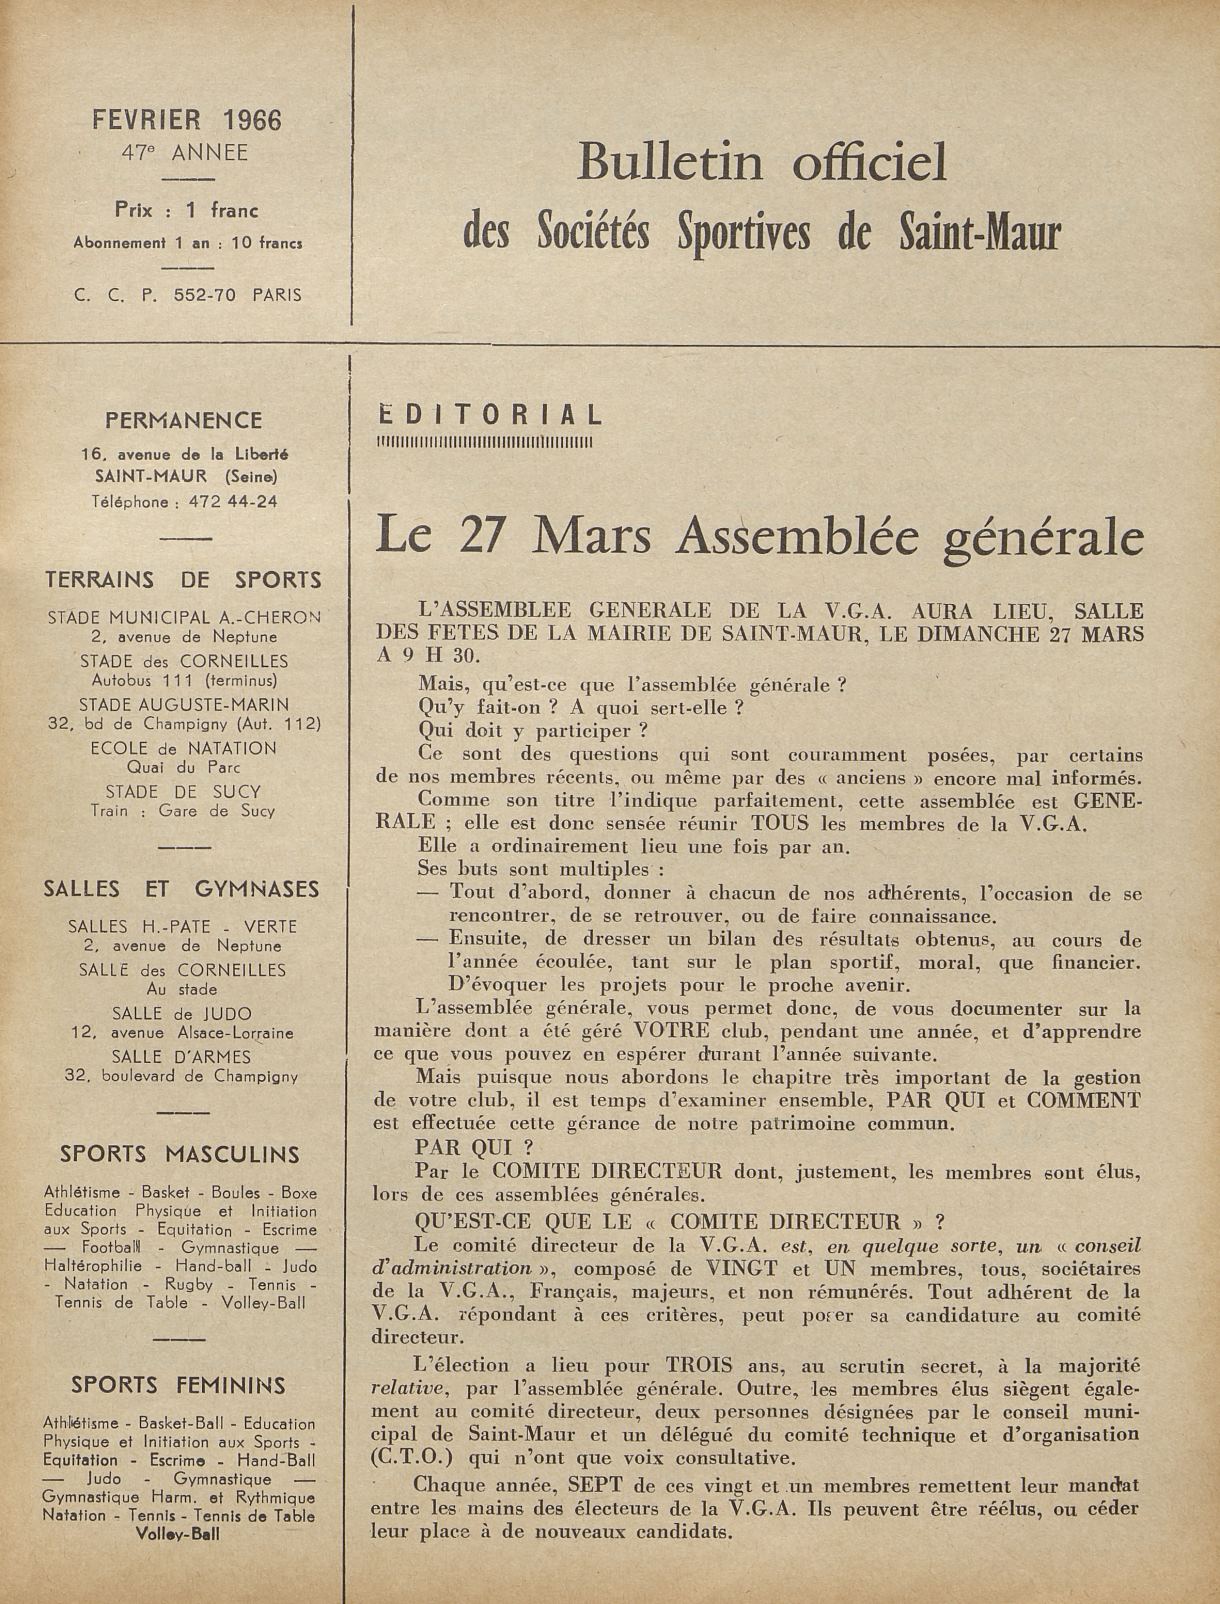 FEVRIER 1966
47e ANNEE
Prix : 1 franc
Abonnement 1 an : 10 francs
C. C. P. 552-70 PARIS
Bulletin officiel
des Sociétés Sportives de Saint-Maur
PERMANENCE
16, avenue de la Liberté
SAINT-MAUR (Seine)
Téléphone : 472 44-24
TERRAINS DE SPORTS
STADE MUNICIPAL A.-CHERON
2, avenue de Neptune
STADE des CORNEILLES
Autobus 111 (terminus)
STADE AUGUSTE-MARIN
32, bd de Champigny (Aut. 112)
ECOLE de NATATION
Quai du Parc
STADE DE SUCY
Train : Gare de Sucy
SALLES ET GYMNASES
SALLES H.-PATE - VERTE
2, avenue de Neptune
SALLE des CORNEILLES
Au stade
SALLE de JUDO
12, avenue Alsace-Lorraine
SALLE D'ARMES
32, boulevard de Champigny
SPORTS MASCULINS
Athlétisme - Basket - Boules - Boxe
Education Physique et Initiation
aux Sports - Equitation - Escrime
— Football - Gymnastique —
Haltérophilie - Hand-ball - Judo
- Natation - Rugby - Tennis -
Tennis de Table - Volley-Ball
SPORTS FEMININS
Athlétisme - Basket-Ball - Education
Physique et Initiation aux Sports -
Equitation - Escrime - Hand-Ball
— Judo - Gymnastique —
Gymnastique Harm. et Rythmique
Natation - Tennis - Tennis de Table
Volley-Ball
EDITORIAL
Le 27 Mars Assemblée générale
L'ASSEMBLEE GENERALE DE LA V.G.A. AURA LIEU, SALLE
DES FETES DE LA MAIRIE DE SAINT-MAUR, LE DIMANCHE 27 MARS
A 9 H 30.
Mais, qu'est-ce que l'assemblée générale ?
Qu'y fait-on ? A quoi sert-elle ?
Qui doit y participer ?
Ce sont des questions qui sont couramment posées, par certains
de nos membres récents, ou même par des « anciens » encore mal informés.
Comme son titre l'indique parfaitement, cette assemblée est GENE-
RALE ; elle est donc sensée réunir TOUS les membres de la V.G.A.
Elle a ordinairement lieu une fois par an.
Ses buts sont multiples :
— Tout d'abord, donner à chacun de nos adhérents, l'occasion de se
rencontrer, de se retrouver, ou de faire connaissance.
— Ensuite, de dresser un bilan des résultats obtenus, au cours de
l'année écoulée, tant sur le plan sportif, moral, que financier.
D'évoquer les projets pour le proche avenir.
L'assemblée générale, vous permet donc, de vous documenter sur la
manière dont a été géré VOTRE club, pendant une année, et d'apprendre
ce que vous pouvez en espérer durant l'année suivante.
Mais puisque nous abordons le chapitre très important de la gestion
de votre club, il est temps d'examiner ensemble, PAR QUI et COMMENT
est effectuée cette gérance de notre patrimoine commun.
PAR QUI ?
Par le COMITE DIRECTEUR dont, justement, les membres sont élus,
lors de ces assemblées générales.
QU'EST-CE QUE LE « COMITE DIRECTEUR » ?
Le comité directeur de la V.G.A. est, en quelque sorte, un « conseil
d'administration », composé de VINGT et UN membres, tous, sociétaires
de la V.G.A., Français, majeurs, et non rémunérés. Tout adhérent de la
V.G.A. répondant à ces critères, peut poser sa candidature au comité
directeur.
L'élection a lieu pour TROIS ans, au scrutin secret, à la majorité
relative, par l'assemblée générale. Outre, les membres élus siègent égale-
ment au comité directeur, deux personnes désignées par le conseil muni-
cipal de Saint-Maur et un délégué du comité technique et d'organisation
(C.T.O.) qui n'ont que voix consultative.
Chaque année, SEPT de ces vingt et un membres remettent leur mandat
entre les mains des électeurs de la V.G.A. Ils peuvent être réélus, ou céder
leur place à de nouveaux candidats.